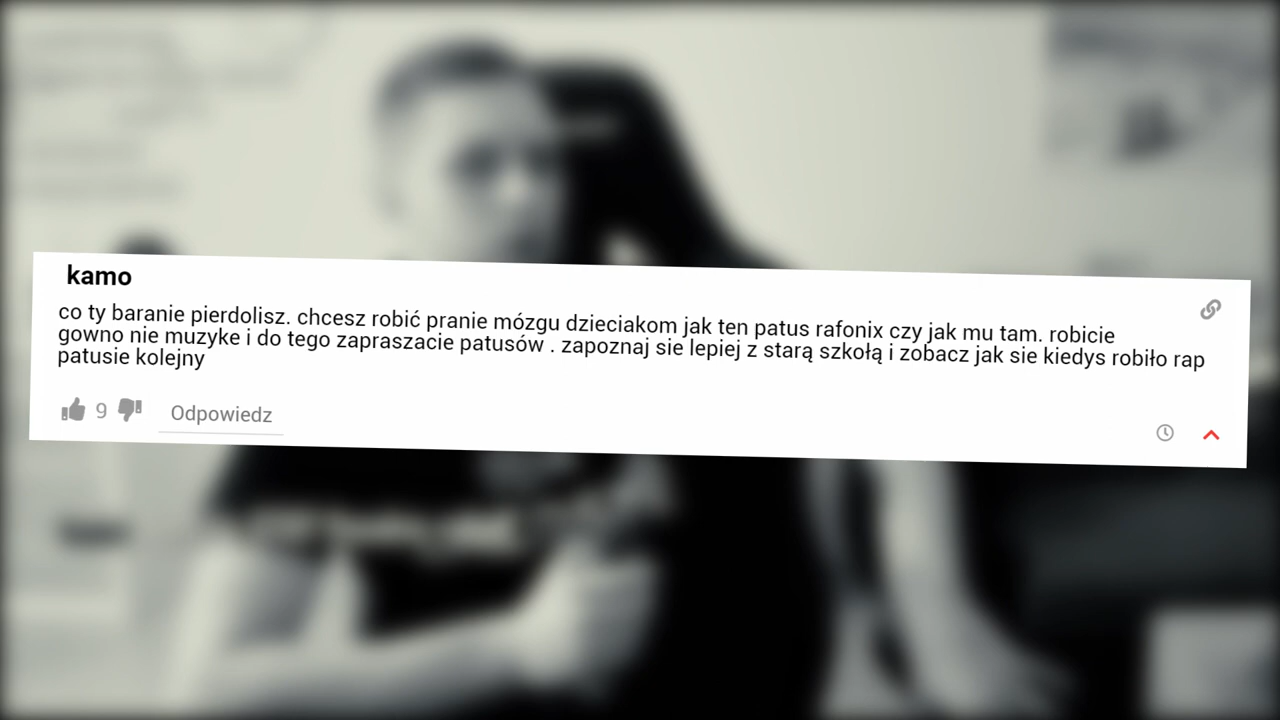 kamo
co ty baranie pierdolisz. chcesz robić pranie mózgu dzieciakom jak ten patus rafonix czy jak mu tam. robicie
gowno nie muzyke i do tego zapraszacie patusów . zapoznaj sie lepiej z starą szkołą i zobacz jak sie kiedys robiło rap
patusie kolejny
9 Odpowiedz